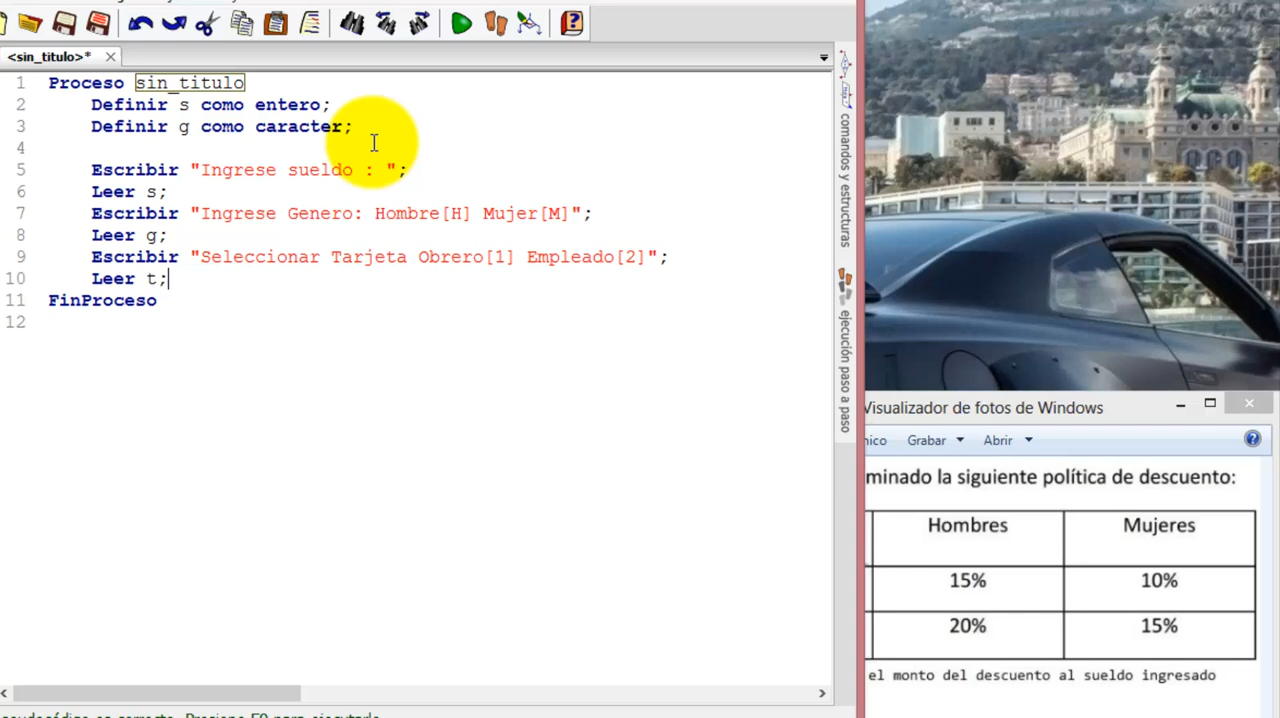 <sin_titulo>*
1 Proceso sin_titulo
2 Definir s como entero;
3 Definir g como caracter;
4
5 Escribir "Ingrese sueldo : ";
6 Leer s;
7 Escribir "Ingrese Genero: Hombre[H] Mujer[M]";
8 Leer g;
9 Escribir "Seleccionar Tarjeta Obrero[1] Empleado[2]";
10 Leer t;
11 FinProceso
12
comandos y estructuras
ejecución paso a paso
Visualizador de fotos de Windows
Grabar Abrir
la siguiente política de descuento:
Hombres Mujeres
15% 10%
20% 15%
el monto del descuento al sueldo ingresado